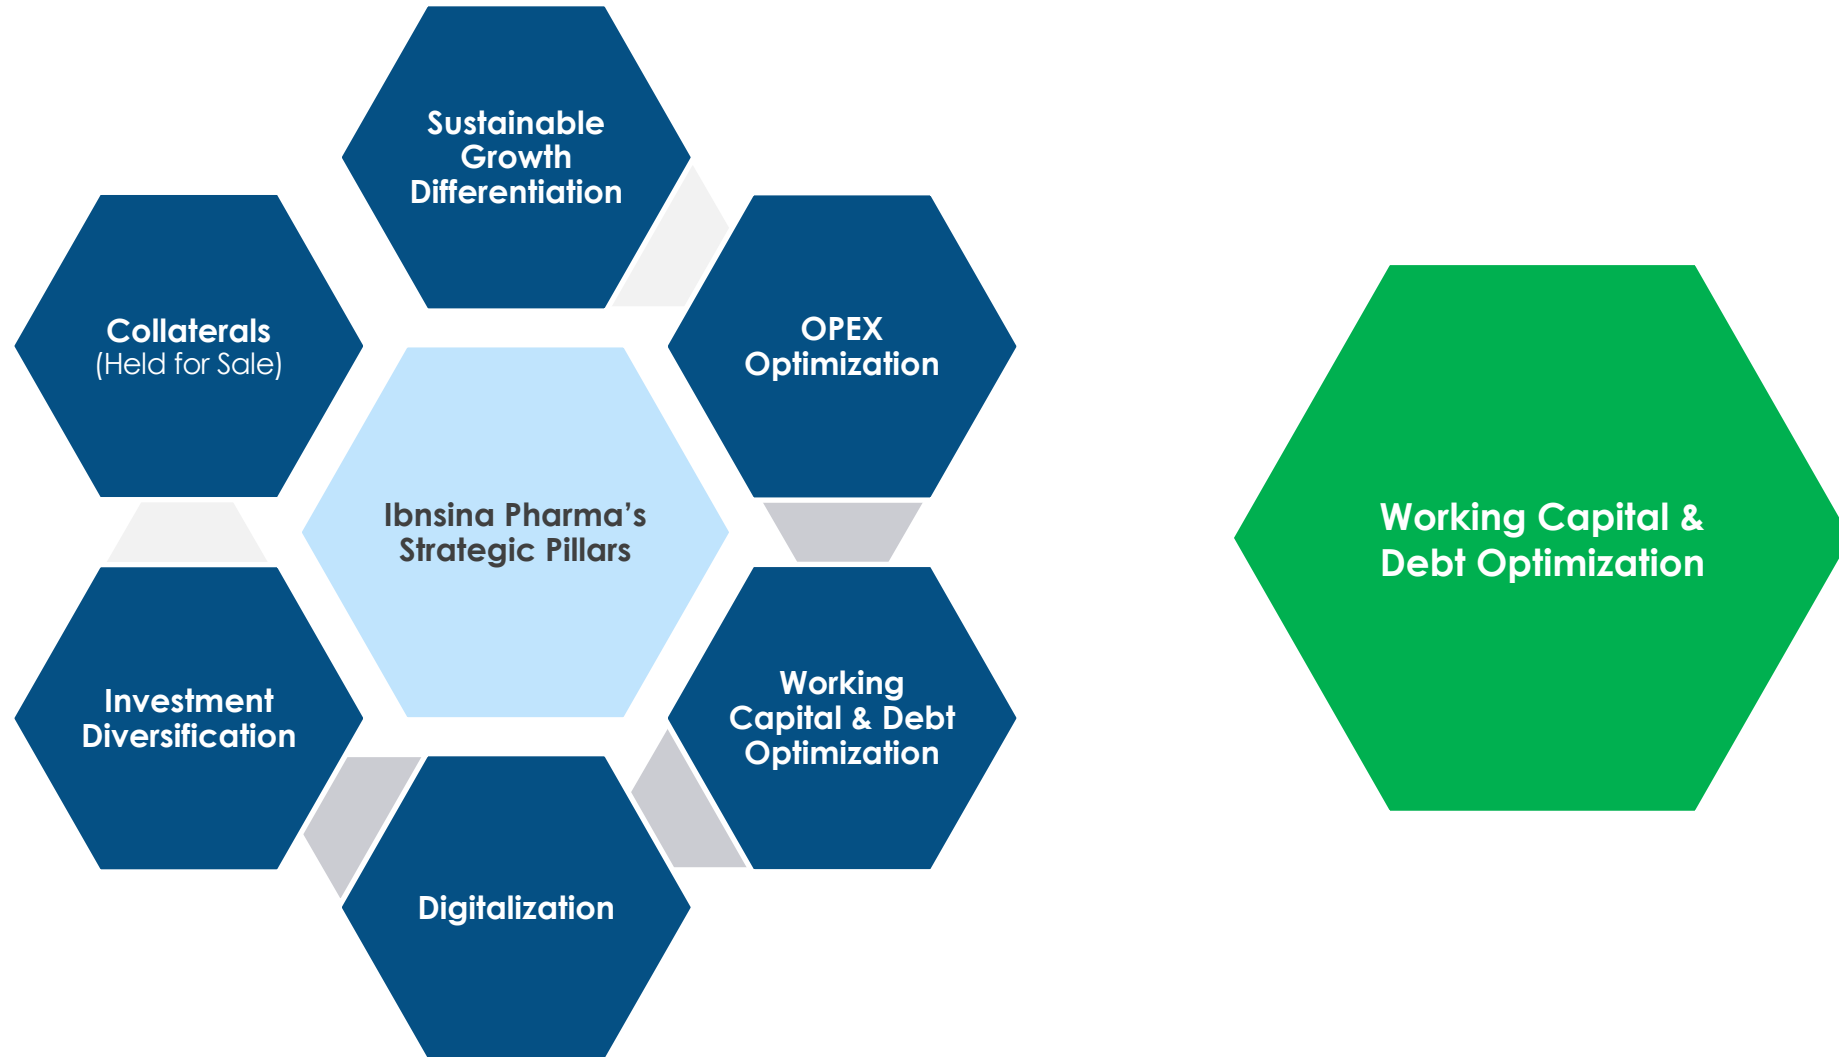 Sustainable
Growth
Differentiation
OPEX
Optimization
Working
Capital & Debt
Optimization
Digitalization
Investment
Diversification
Collaterals
(Held for Sale)
Ibnsina Pharma’s
Strategic Pillars
Working Capital &
Debt Optimization